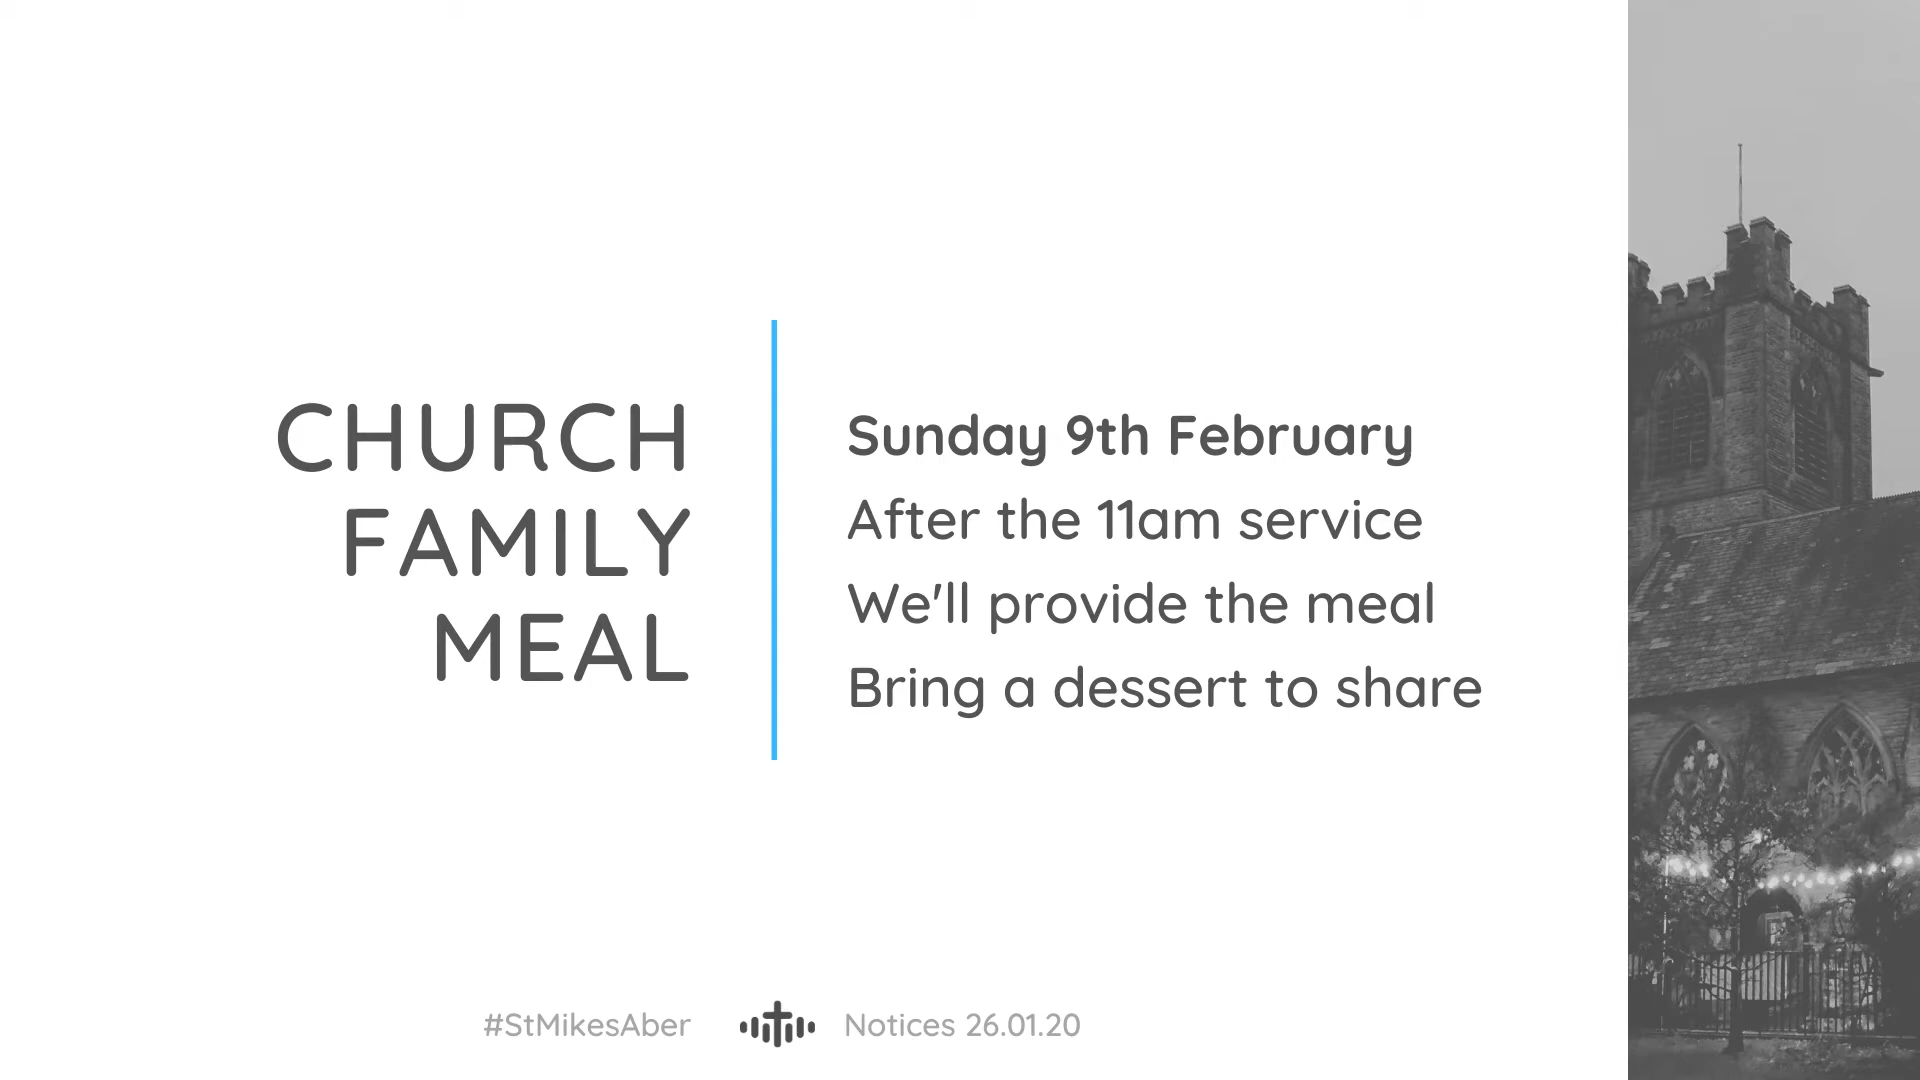 CHURCH
FAMILY
MEAL
Sunday 9th February
After the 11am service
We'll provide the meal
Bring a dessert to share
#StMikesAber
Notices 26.01.20